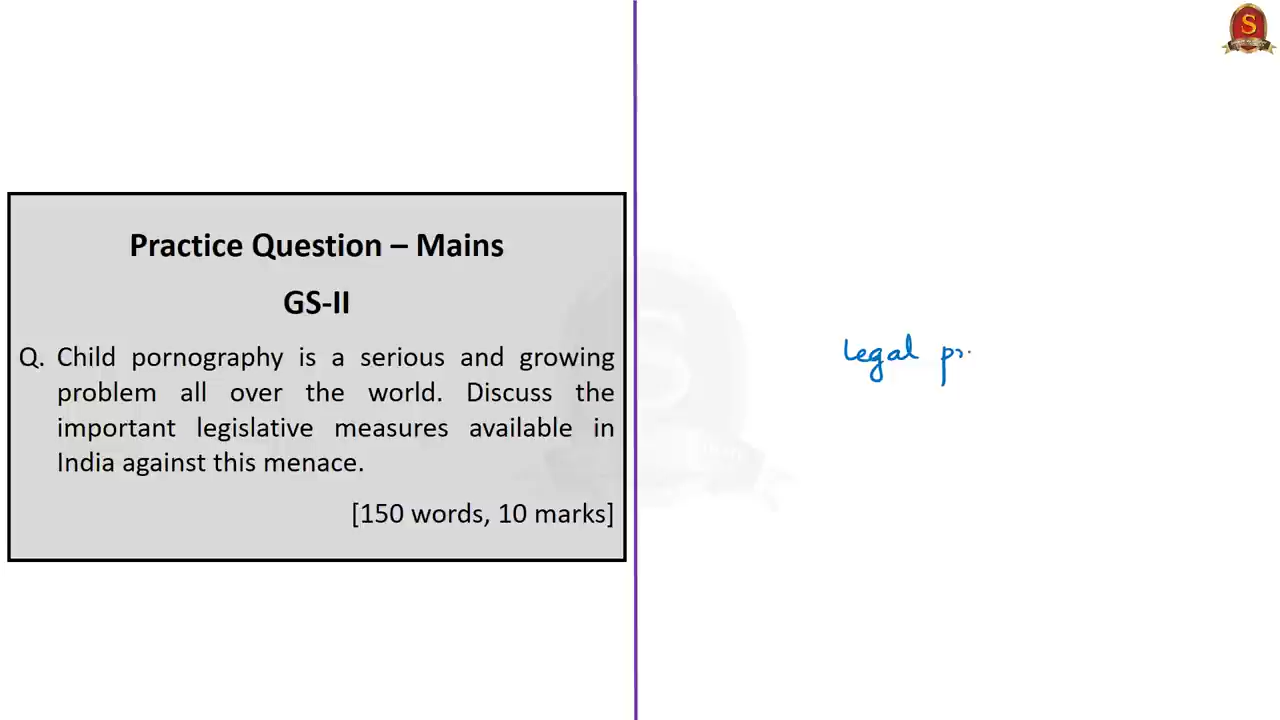 S
Practice Question – Mains
GS-II
Q. Child pornography is a serious and growing
problem all over the world. Discuss the
important legislative measures available in
India against this menace.
[150 words, 10 marks]
Legal pr